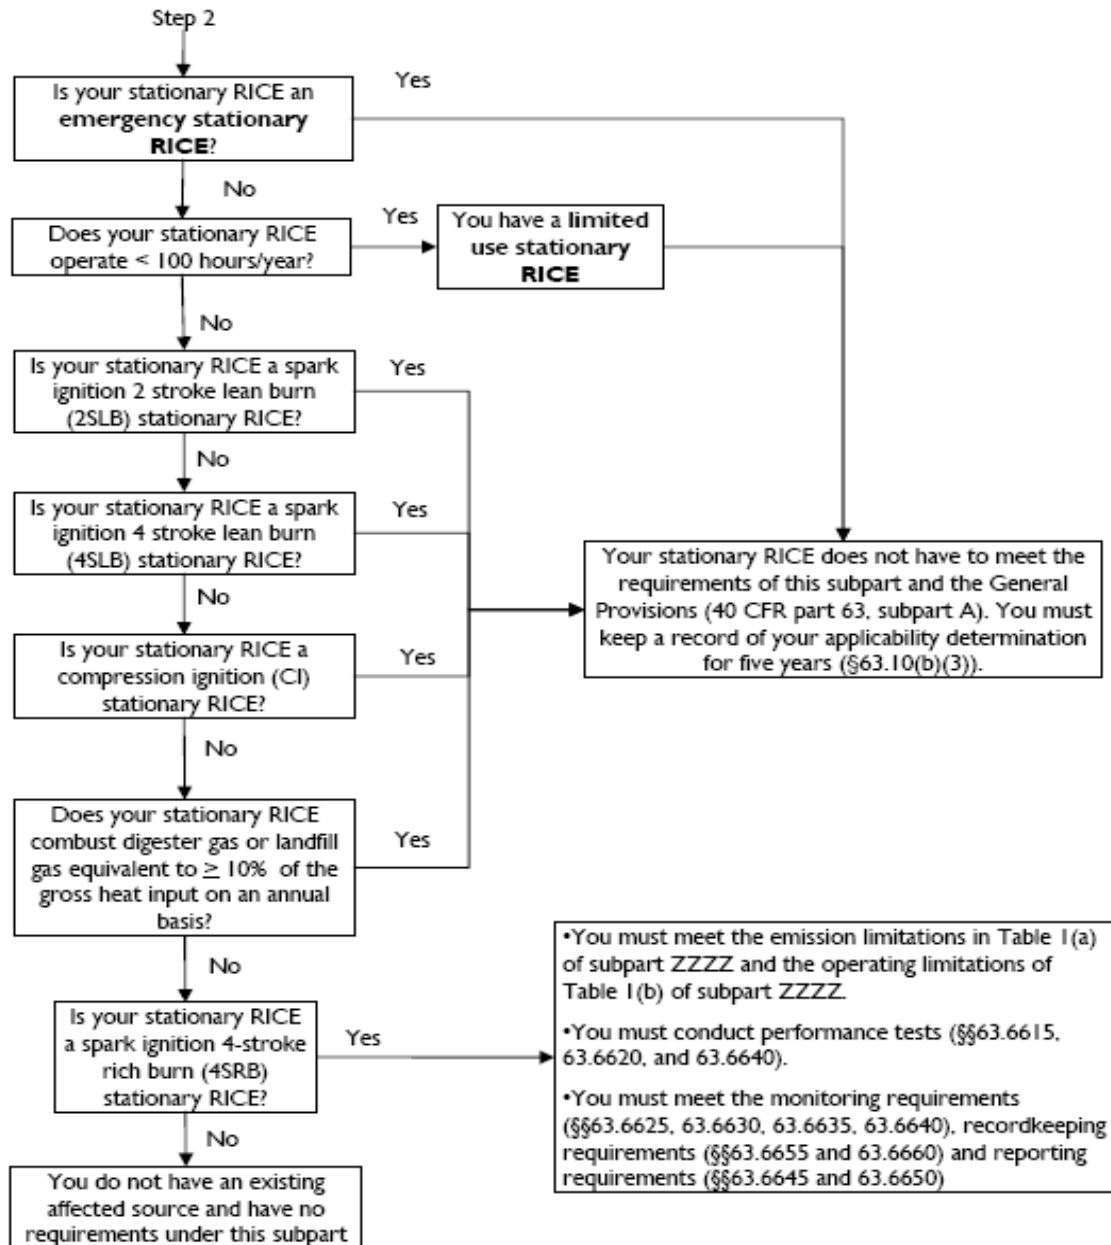 Step 2
Is your stationary RICE an
emergency stationary
RICE?
Yes
No
Does your stationary RICE
operate < 100 hours/year?
Yes
You have a limited
use stationary
RICE
No
Is your stationary RICE a spark
ignition 2 stroke lean burn
(2SLB) stationary RICE?
Yes
No
Is your stationary RICE a spark
ignition 4 stroke lean burn
(4SLB) stationary RICE?
Yes
Your stationary RICE does not have to meet the
requirements of this subpart and the General
Provisions (40 CFR part 63, subpart A). You must
keep a record of your applicability determination
for five years (§63.10(b)(3)).
No
Is your stationary RICE a
compression ignition (CI)
stationary RICE?
Yes
No
Does your stationary RICE
combust digester gas or landfill
gas equivalent to ≥ 10% of the
gross heat input on an annual
basis?
Yes
No
Is your stationary RICE
a spark ignition 4-stroke
rich burn (4SRB)
stationary RICE?
Yes
•You must meet the emission limitations in Table 1(a)
of subpart ZZZZ and the operating limitations of
Table 1(b) of subpart ZZZZ.
•You must conduct performance tests (§§63.6615,
63.6620, and 63.6640).
•You must meet the monitoring requirements
(§§63.6625, 63.6630, 63.6635, 63.6640), recordkeeping
requirements (§§63.6655 and 63.6660) and reporting
requirements (§§63.6645 and 63.6650)
No
You do not have an existing
affected source and have no
requirements under this subpart